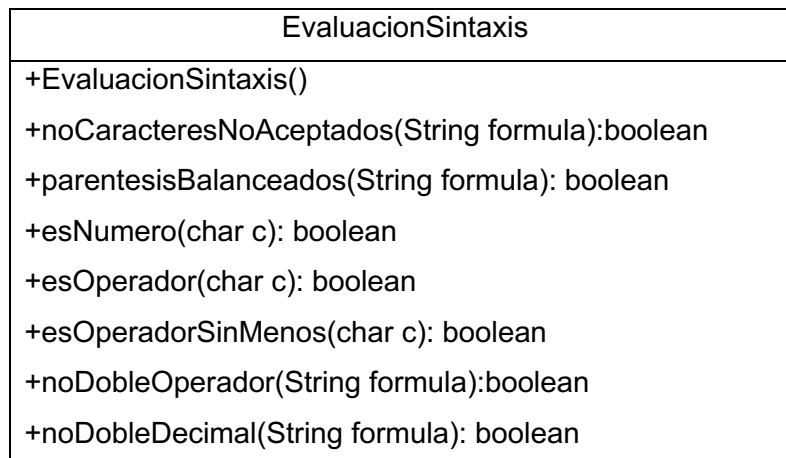 EvaluacionSintaxis
+EvaluacionSintaxis()
+noCaracteresNoAceptados(String formula):boolean
+parentesisBalanceados(String formula): boolean
+esNumero(char c): boolean
+esOperador(char c): boolean
+esOperadorSinMenos(char c): boolean
+noDobleOperador(String formula):boolean
+noDobleDecimal(String formula): boolean